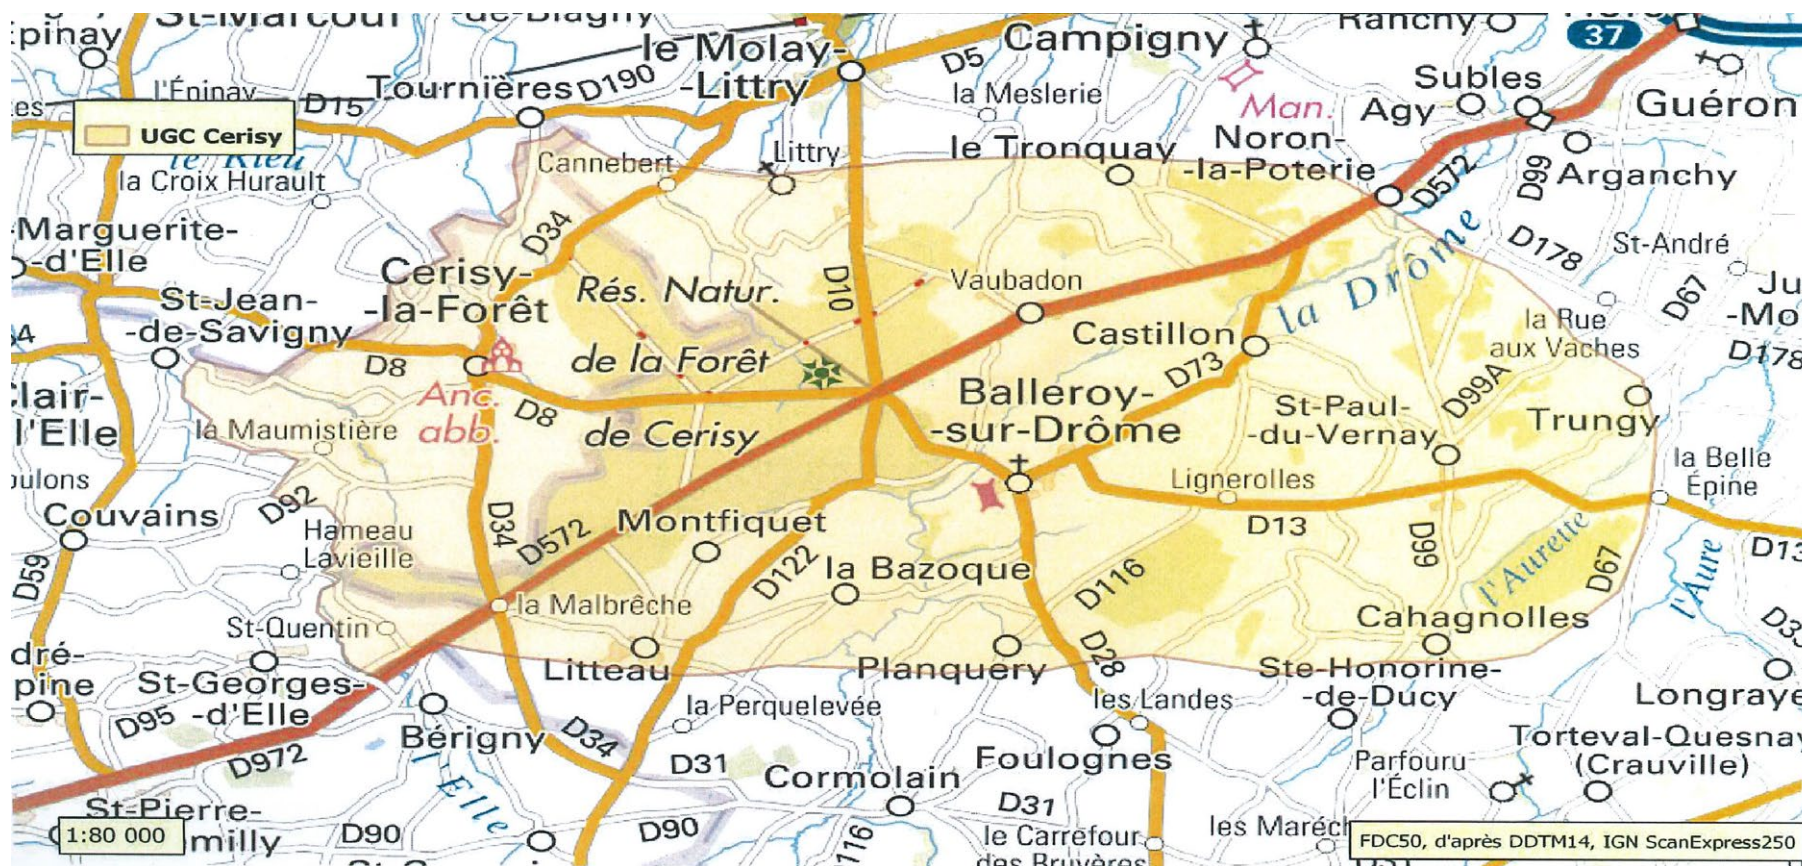 St-Marcouf
de-Blagny
Ranchy
37
Épinay
le Molay-
-Littry
Campigny
D5
l'Épinay
D15
Tournières
D190
la Meslerie
Man.
Subles
Agy
Guéron
UGC Cerisy
le Rieu
Cannebert
Littry
le Tronquay
Noron-
-la-Poterie
D572
D99
Arganchy
la Croix Hurault
-Marguerite-
-d'Elle
D34
D10
D178
St-André
D67
Cerisy-
-la-Forêt
Rés. Natur.
Vaubadon
la Drôme
St-Jean-
-de-Savigny
D8
de la Forêt
Castillon
D73
la Rue
aux Vaches
D178
Clair-
l'Elle
Anc.
abb.
D8
de Cerisy
Balleroy-
-sur-Drôme
St-Paul-
-du-Vernay
D99A
Trungy
la Maumistière
Lignerolles
la Belle
Épine
D92
Couvains
Hameau
Lavieille
D34
D572
Montfiquet
D122
D13
D99
l'Aurette
D67
l'Aure
D13
D59
la Bazoque
D116
la Malbrêche
St-Quentin
Cahagnolles
Litteau
Planquery
D28
St-Georges-
-d'Elle
D95
D972
Bérigny
l'Elle
D34
la Perquelevée
les Landes
Ste-Honorine-
-de-Ducy
Longraye
D31
Cormolain
Foulognes
Parfouru
l'Éclin
Torteval-Quesnay
(Crauville)
St-Pierre-
1:80 000
D90
D90
D31
le Carrefour
des Bruyères
FDC50, d'après DDTM14, IGN ScanExpress250